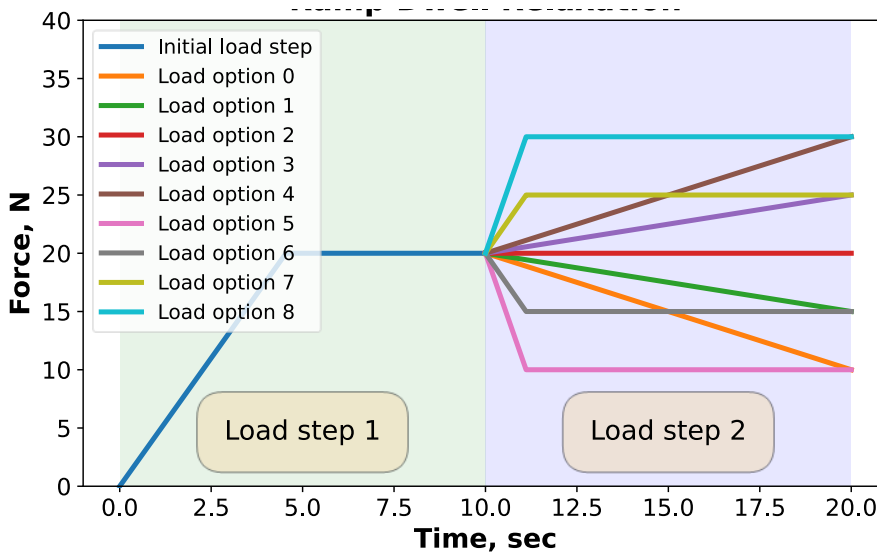 40
35
30
25
20
15
10
5
0
Force, N
Initial load step
Load option 0
Load option 1
Load option 2
Load option 3
Load option 4
Load option 5
Load option 6
Load option 7
Load option 8
Load step 1
Load step 2
0.0 2.5 5.0 7.5 10.0 12.5 15.0 17.5 20.0
Time, sec